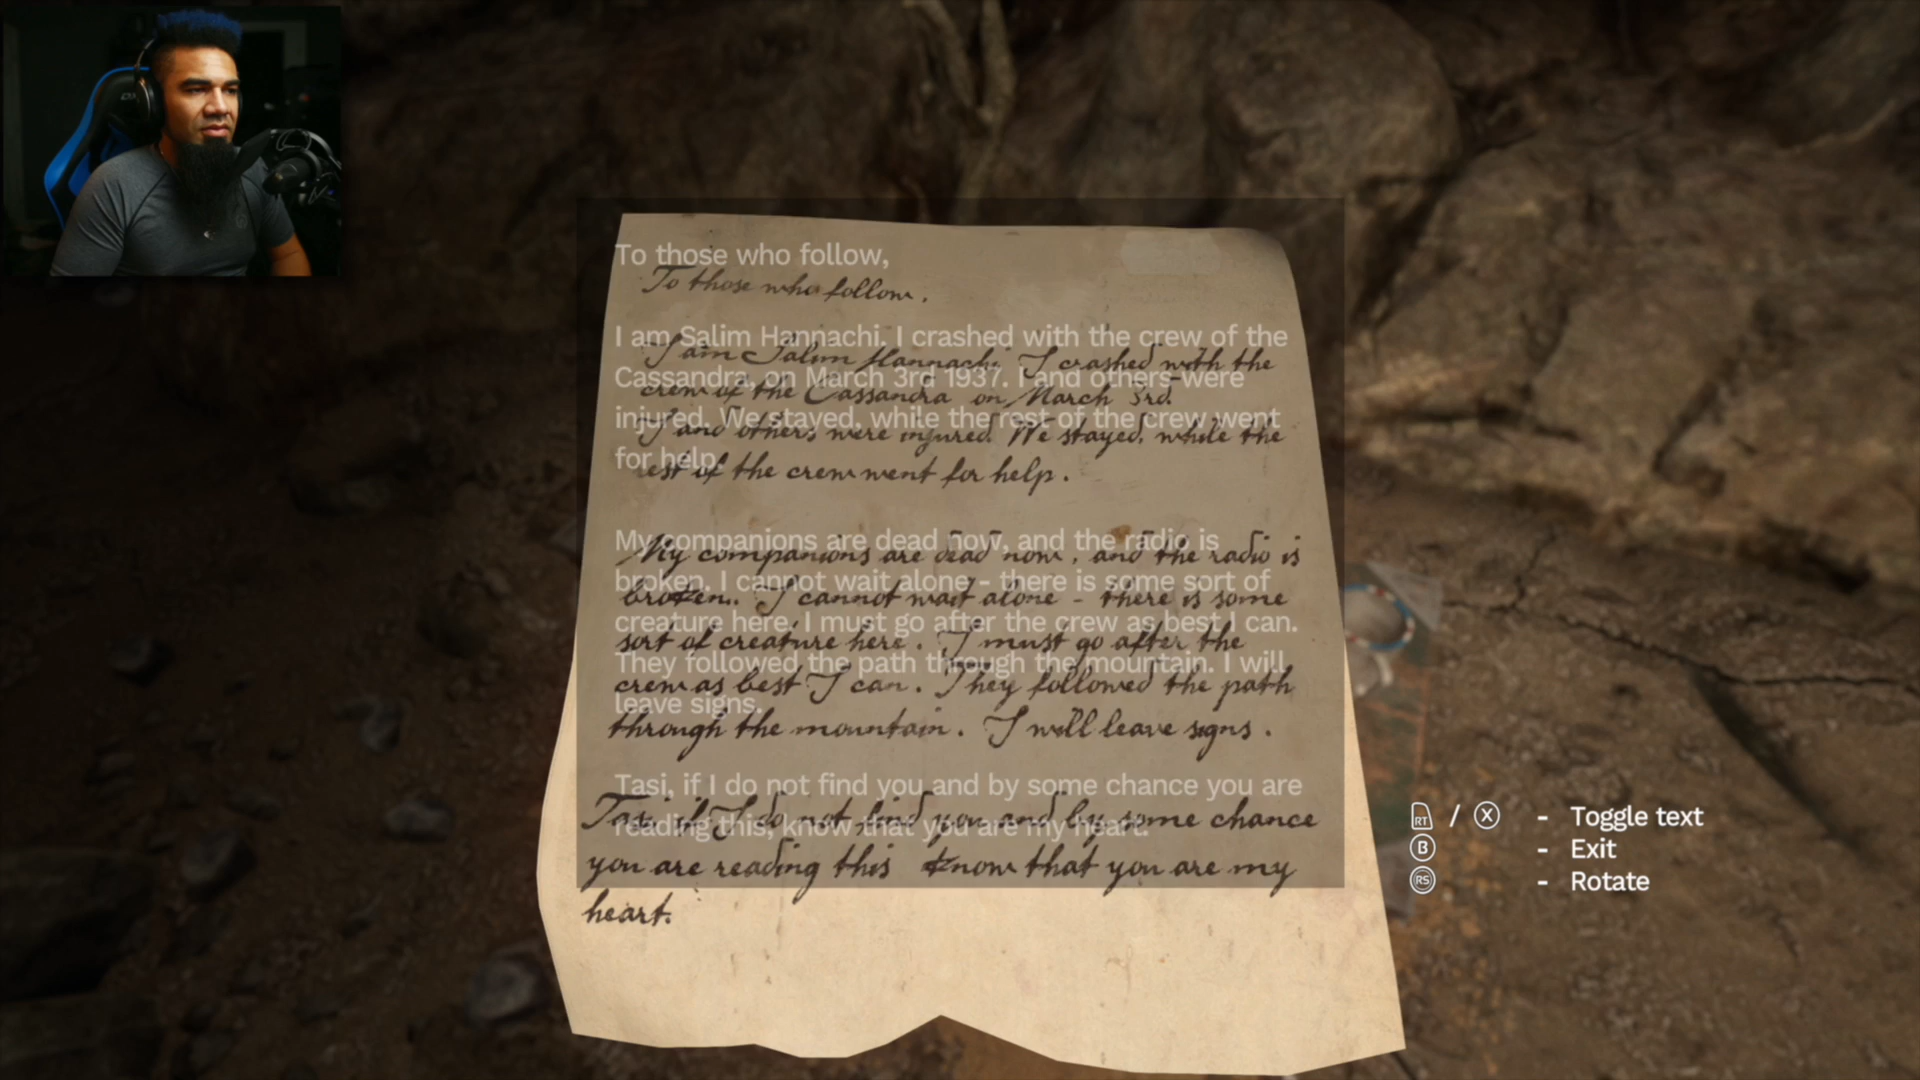 To those who follow,
I am Salim Hannachi. I crashed with the crew of the
Cassandra, on March 3rd 1937. I and others were
injured. We stayed, while the rest of the crew went
for help.
My companions are dead now, and the radio is
broken. I cannot wait alone - there is some sort of
creature here. I must go after the crew as best I can.
They followed the path through the mountain. I will
leave signs.
Tasi, if I do not find you and by some chance you are
reading this, know that you are my heart.
To those who follow.
I am Salim Hannachi. I crashed with the
crew of the Cassandra on March 3rd.
I and others were injured. We stayed, while the
rest of the crew went for help.
My companions are dead now, and the radio is
broken. I cannot wait alone - there is some
sort of creature here. I must go after the
crew as best I can. They followed the path
through the mountain. I will leave signs.
Tasi, if I do not find you and by some chance
you are reading this know that you are my
heart.
RT / X - Toggle text
B - Exit
RS - Rotate